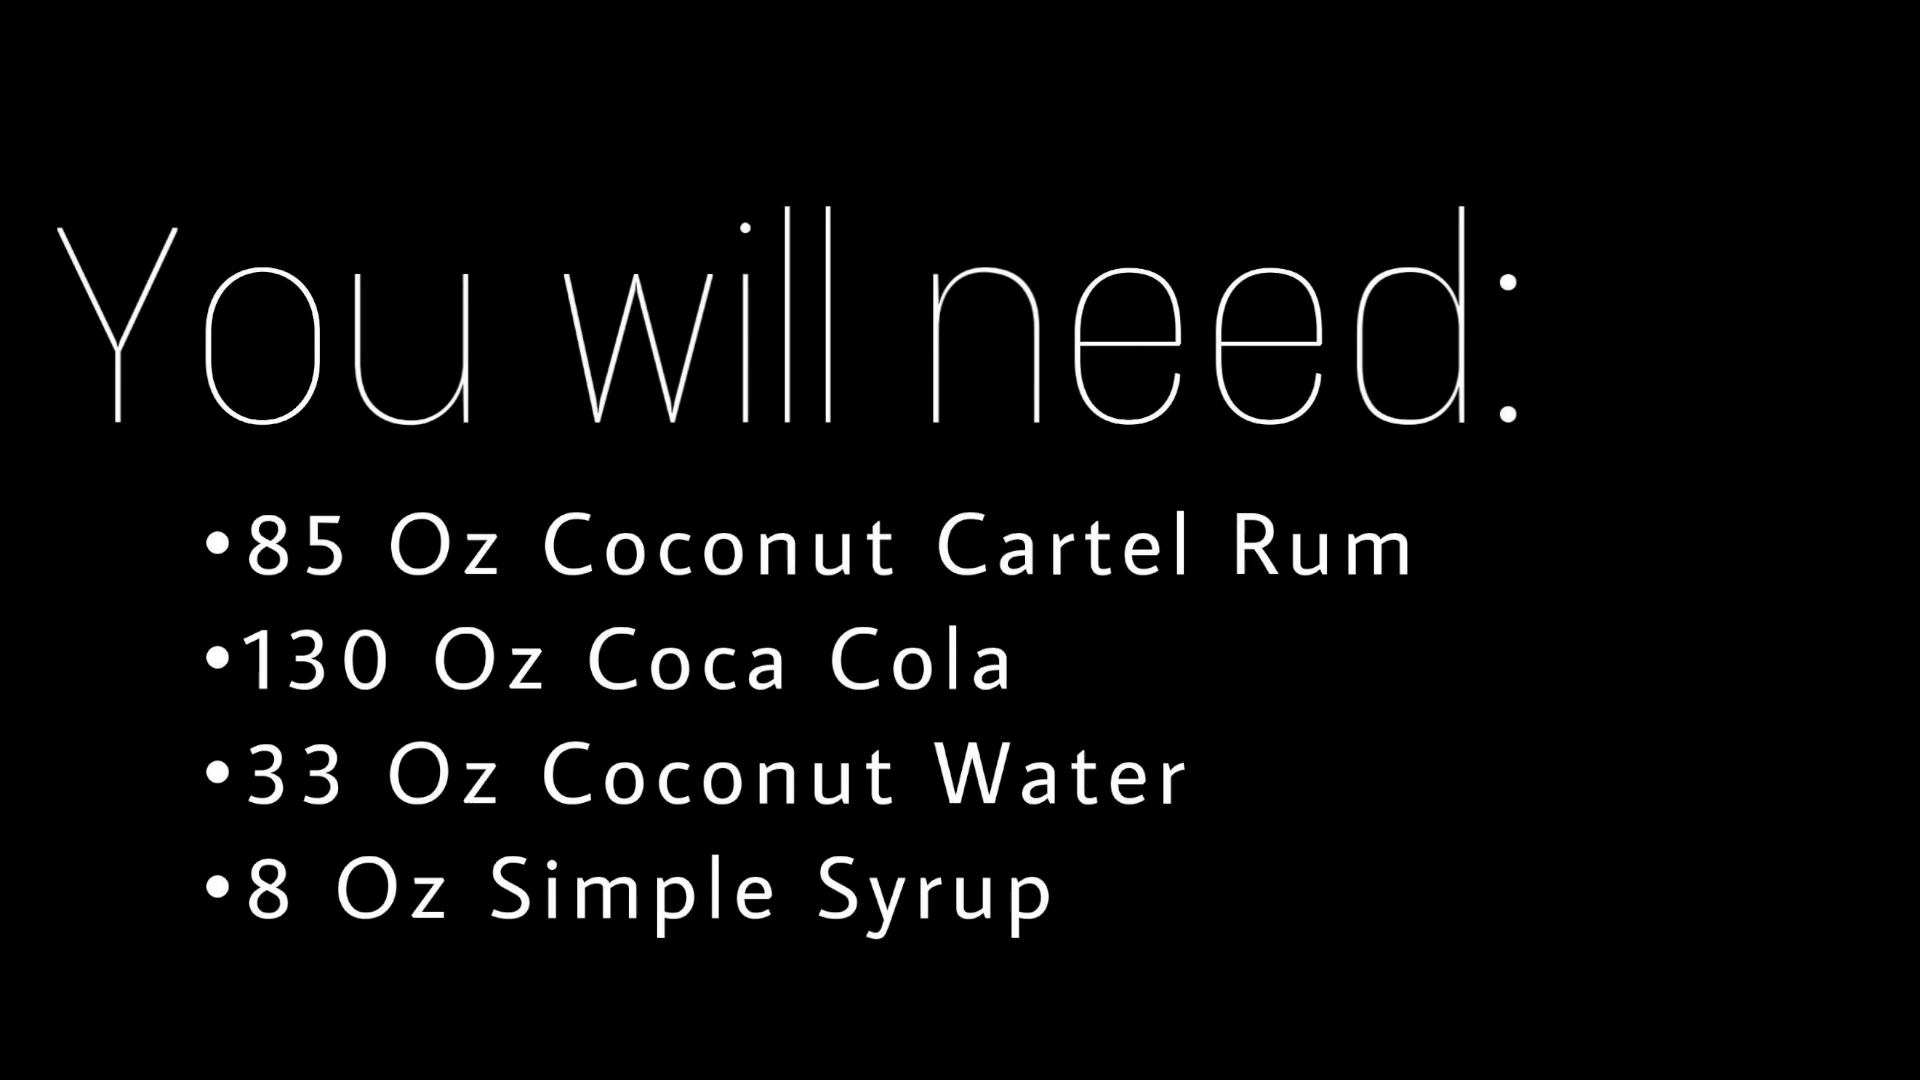 You will need:
•85 Oz Coconut Cartel Rum
•130 Oz Coca Cola
•33 Oz Coconut Water
•8 Oz Simple Syrup